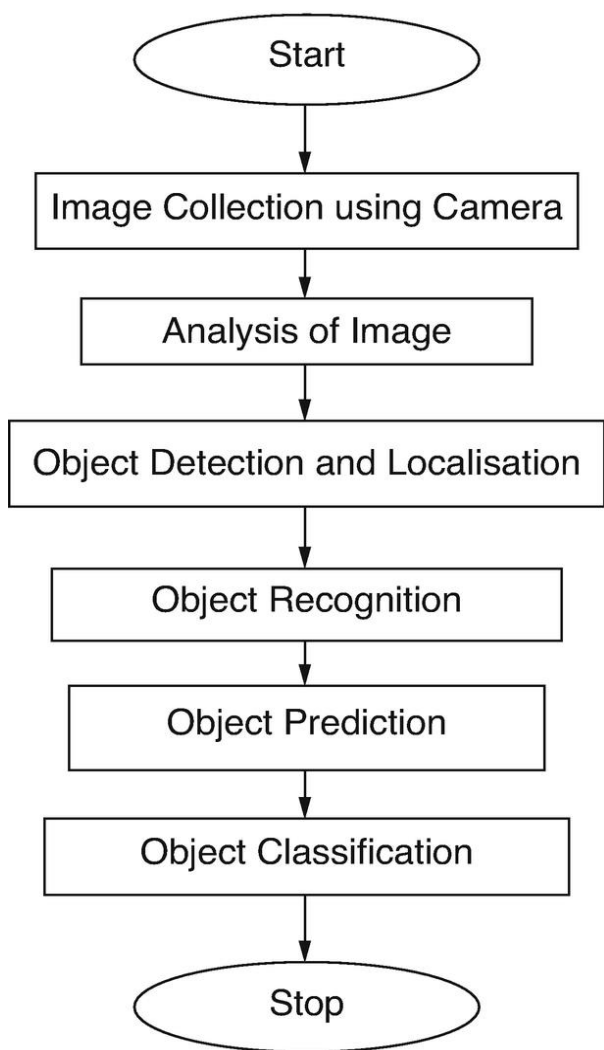 Start
Image Collection using Camera
Analysis of Image
Object Detection and Localisation
Object Recognition
Object Prediction
Object Classification
Stop